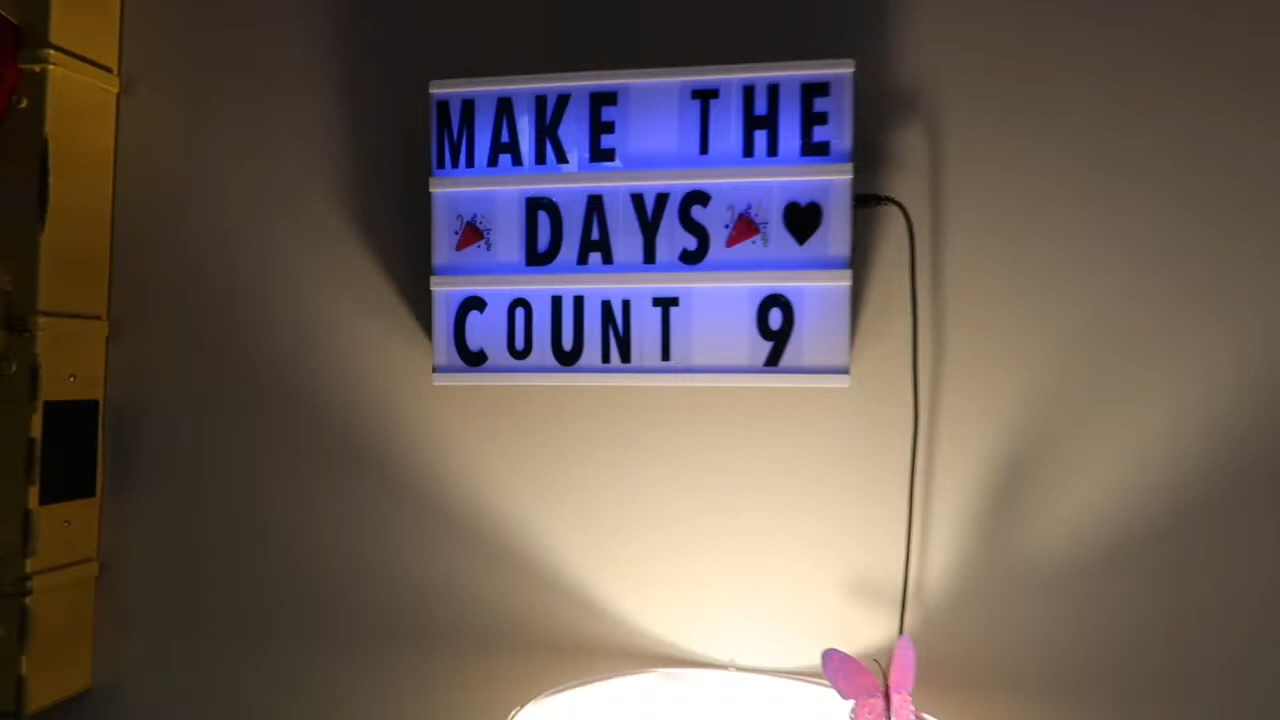 MAKE THE
🎉 DAYS 🎉 ♥
COUNT 9